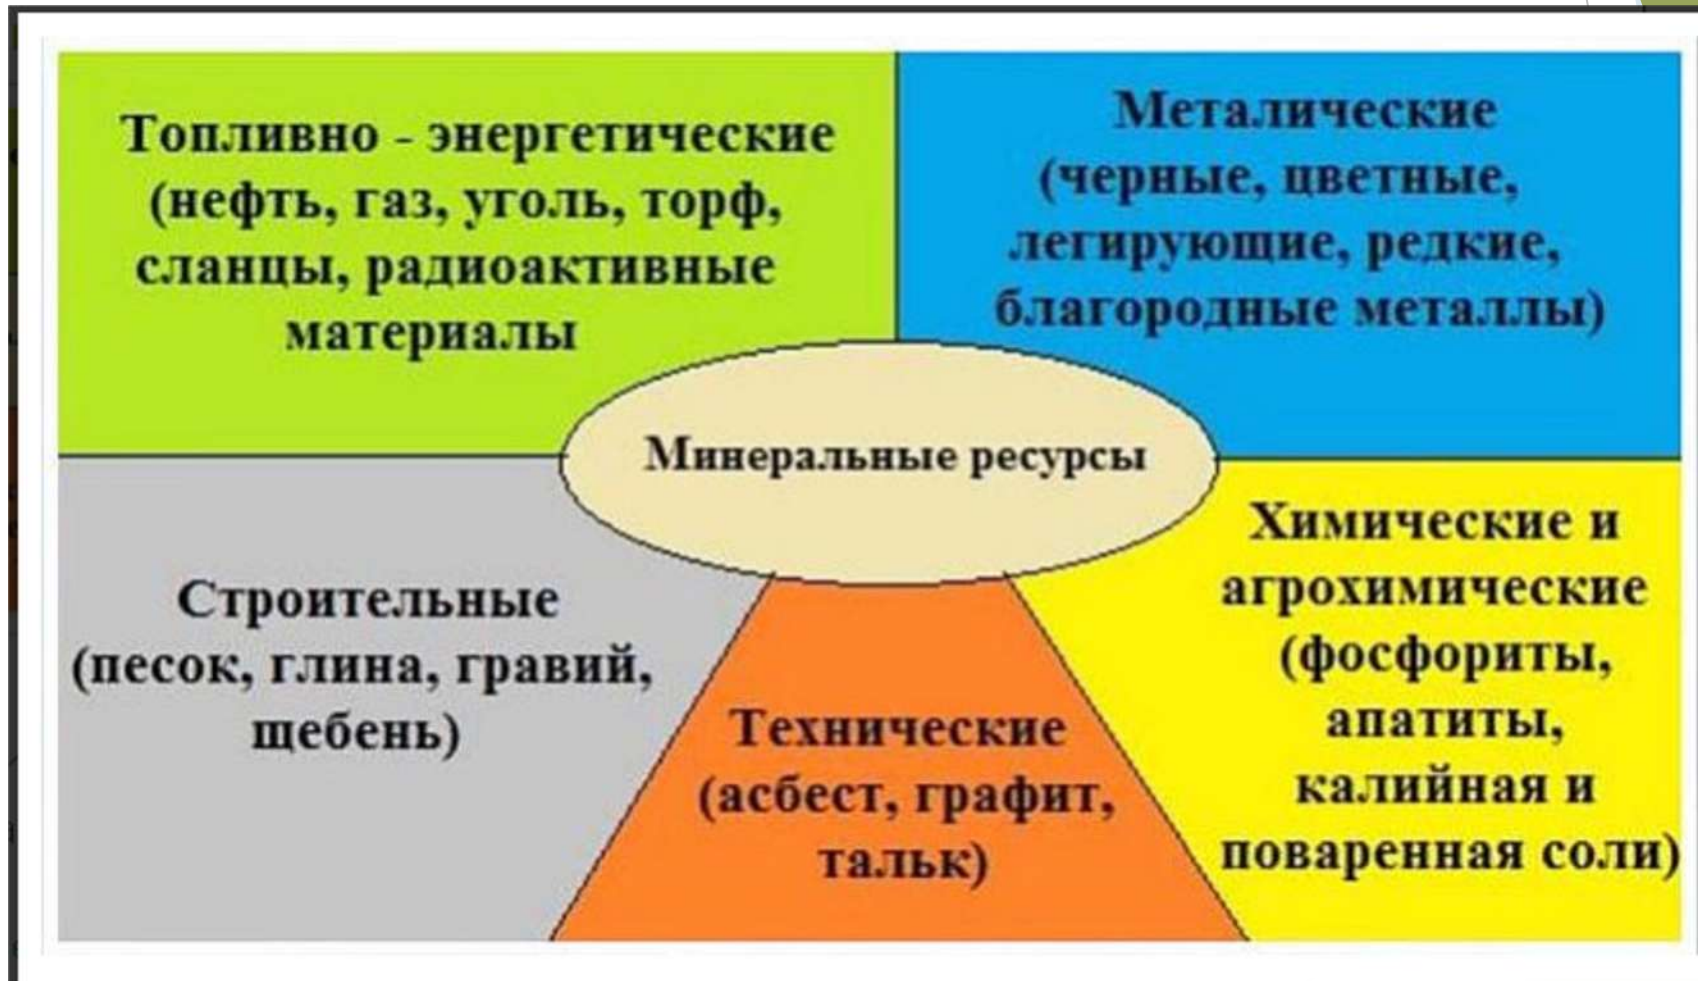 Топливно - энергетические
(нефть, газ, уголь, торф,
сланцы, радиоактивные
материалы
Металические
(черные, цветные,
легирующие, редкие,
благородные металлы)
Минеральные ресурсы
Строительные
(песок, глина, гравий,
щебень)
Технические
(асбест, графит,
тальк)
Химические и
агрохимические
(фосфориты,
апатиты,
калийная и
поваренная соли)